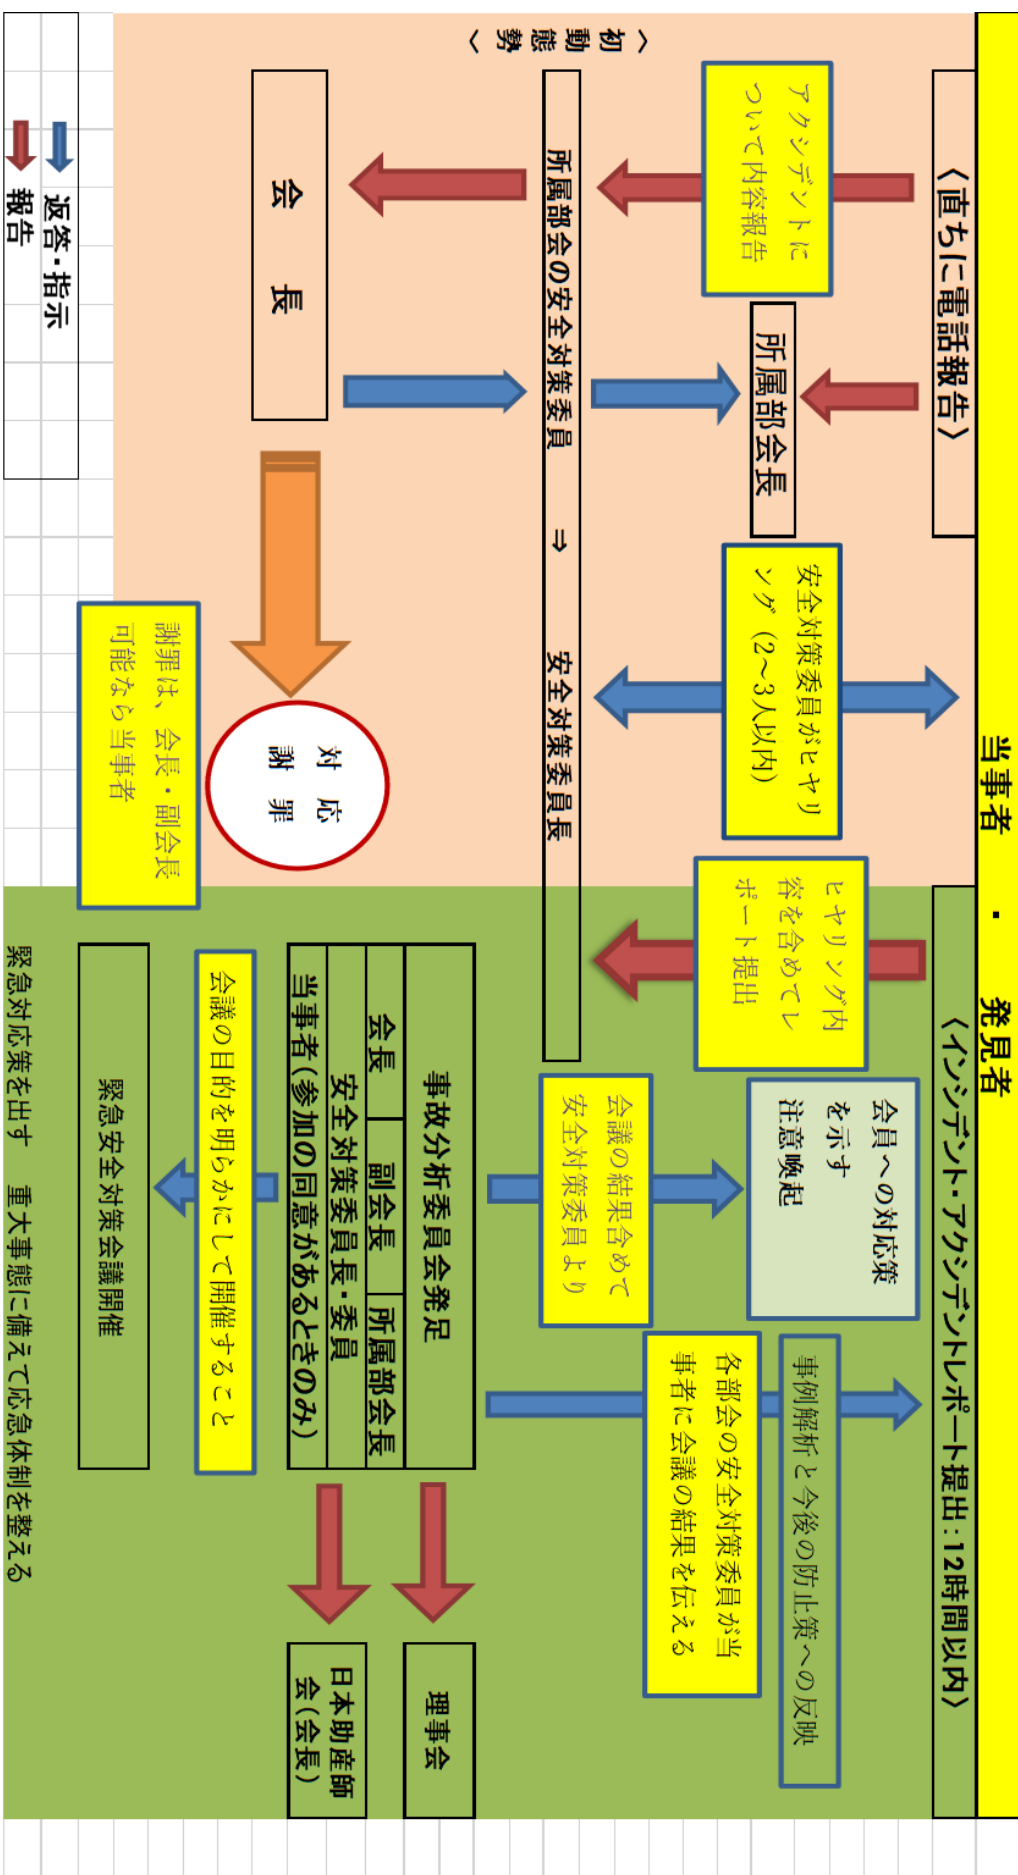 当事者 ・ 発見者
〈直ちに電話報告〉
〈インシデント・アクシデントレポート提出：12時間以内〉
〈初動態勢〉
アクシデントに
ついて内容報告
所属部会長
安全対策委員がヒヤリ
ング（2～3人以内）
ヒヤリング内
容を含めてレ
ポート提出
会員への対応策
を示す
注意喚起
事例解析と今後の防止策への反映
各部会の安全対策委員が当
事者に会議の結果を伝える
会議の結果含めて
安全対策委員より
所属部会の安全対策委員 ⇒ 安全対策委員長
事故分析委員会発足
会長 副会長 所属部会長
安全対策委員長・委員
当事者（参加の同意があるときのみ）
理事会
日本助産師
会（会長）
会長
対応
謝罪
会議の目的を明らかにして開催すること
謝罪は、会長・副会長
可能なら当事者
緊急安全対策会議開催
緊急対応策を出す 重大事態に備えて応急体制を整える
返答・指示
報告